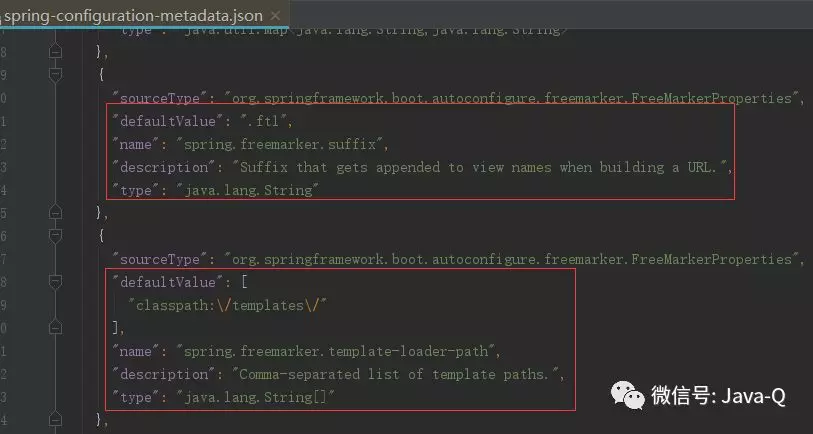 spring-configuration-metadata.json
"type": "java.util.Map<java.lang.String,java.lang.String>"
8 },
9 {
0 "sourceType": "org.springframework.boot.autoconfigure.freemarker.FreeMarkerProperties",
1 "defaultValue": ".ftl",
2 "name": "spring.freemarker.suffix",
3 "description": "Suffix that gets appended to view names when building a URL.",
4 "type": "java.lang.String"
5 },
6 {
7 "sourceType": "org.springframework.boot.autoconfigure.freemarker.FreeMarkerProperties",
8 "defaultValue": [
9 "classpath:\/templates\/"
0 ],
1 "name": "spring.freemarker.template-loader-path",
2 "description": "Comma-separated list of template paths.",
3 "type": "java.lang.String[]"
4 },
微信号: Java-Q